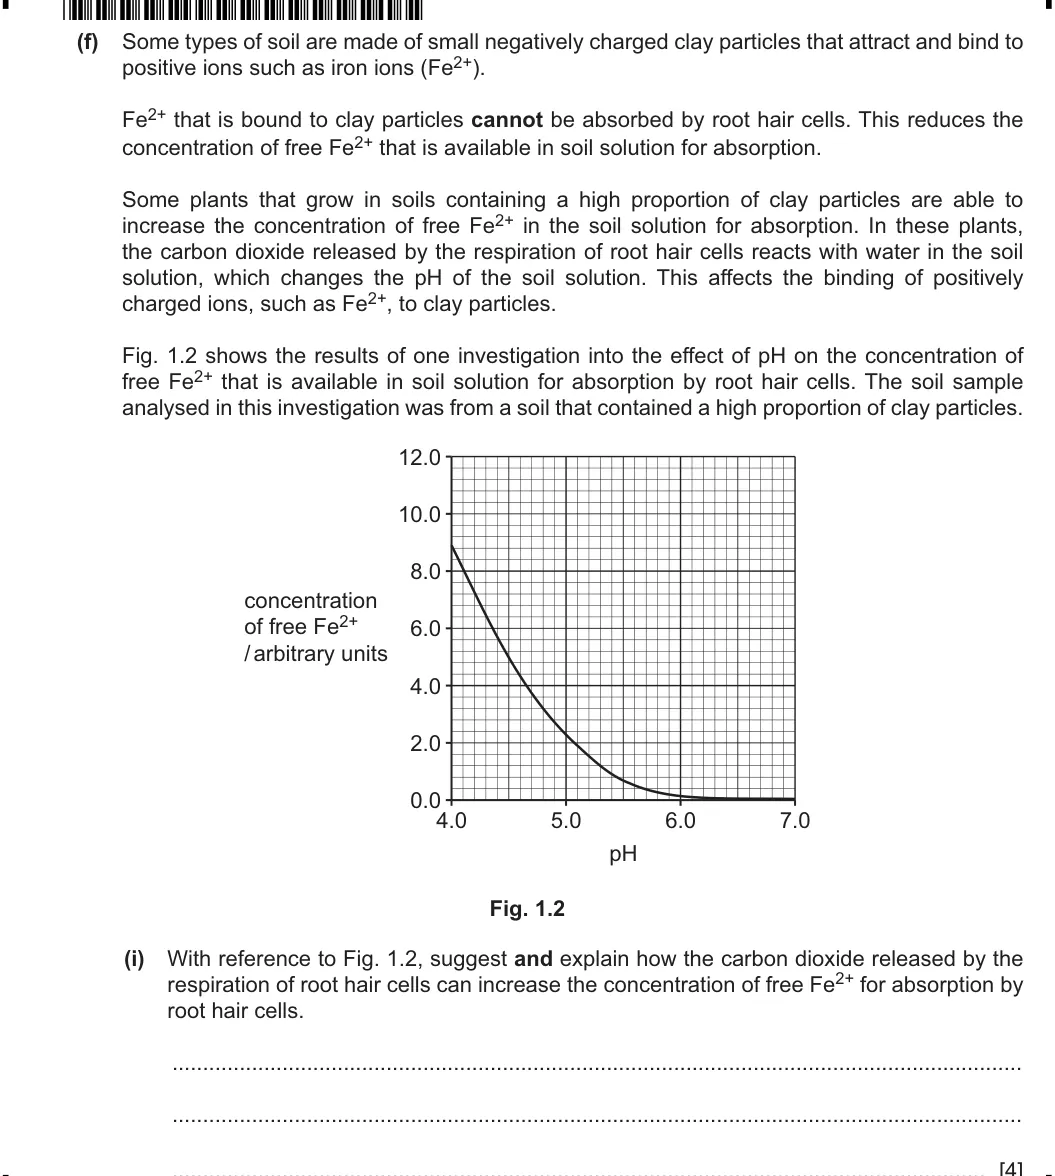 (f) Some types of soil are made of small negatively charged clay particles that attract and bind to
positive ions such as iron ions (Fe²⁺).
Fe²⁺ that is bound to clay particles cannot be absorbed by root hair cells. This reduces the
concentration of free Fe²⁺ that is available in soil solution for absorption.
Some plants that grow in soils containing a high proportion of clay particles are able to
increase the concentration of free Fe²⁺ in the soil solution for absorption. In these plants,
the carbon dioxide released by the respiration of root hair cells reacts with water in the soil
solution, which changes the pH of the soil solution. This affects the binding of positively
charged ions, such as Fe²⁺, to clay particles.
Fig. 1.2 shows the results of one investigation into the effect of pH on the concentration of
free Fe²⁺ that is available in soil solution for absorption by root hair cells. The soil sample
analysed in this investigation was from a soil that contained a high proportion of clay particles.
12.0
10.0
8.0
6.0
4.0
2.0
0.0
concentration
of free Fe²⁺
/ arbitrary units
4.0 5.0 6.0 7.0
pH
Fig. 1.2
(i) With reference to Fig. 1.2, suggest and explain how the carbon dioxide released by the
respiration of root hair cells can increase the concentration of free Fe²⁺ for absorption by
root hair cells.
[4]